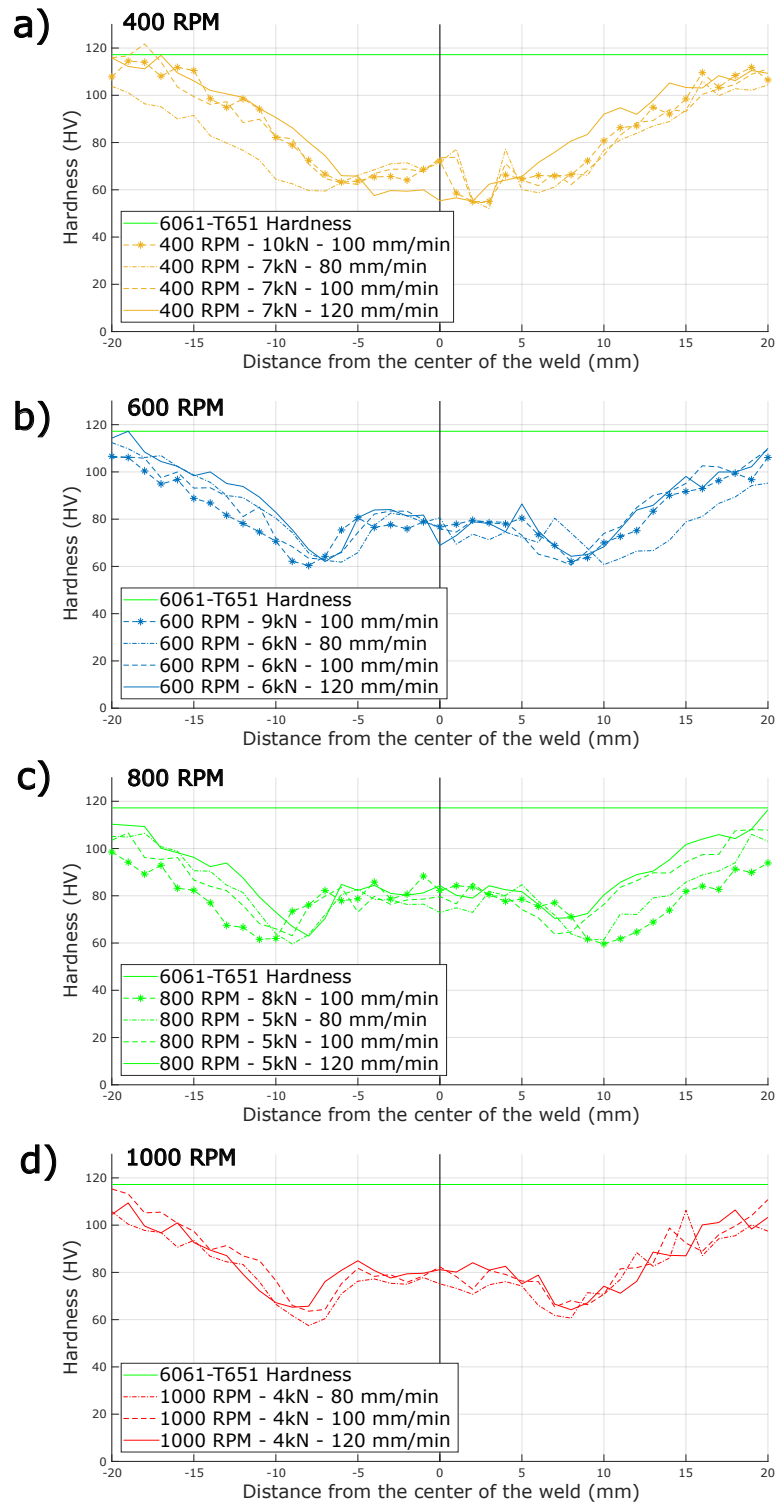 a)
400 RPM
120
100
80
60
40
20
0
Hardness (HV)
6061-T651 Hardness
400 RPM - 10kN - 100 mm/min
400 RPM - 7kN - 80 mm/min
400 RPM - 7kN - 100 mm/min
400 RPM - 7kN - 120 mm/min
-20 -15 -10 -5 0 5 10 15 20
Distance from the center of the weld (mm)
b)
600 RPM
120
100
80
60
40
20
0
Hardness (HV)
6061-T651 Hardness
600 RPM - 9kN - 100 mm/min
600 RPM - 6kN - 80 mm/min
600 RPM - 6kN - 100 mm/min
600 RPM - 6kN - 120 mm/min
-20 -15 -10 -5 0 5 10 15 20
Distance from the center of the weld (mm)
c)
800 RPM
120
100
80
60
40
20
0
Hardness (HV)
6061-T651 Hardness
800 RPM - 8kN - 100 mm/min
800 RPM - 5kN - 80 mm/min
800 RPM - 5kN - 100 mm/min
800 RPM - 5kN - 120 mm/min
-20 -15 -10 -5 0 5 10 15 20
Distance from the center of the weld (mm)
d)
1000 RPM
120
100
80
60
40
20
0
Hardness (HV)
6061-T651 Hardness
1000 RPM - 4kN - 80 mm/min
1000 RPM - 4kN - 100 mm/min
1000 RPM - 4kN - 120 mm/min
-20 -15 -10 -5 0 5 10 15 20
Distance from the center of the weld (mm)